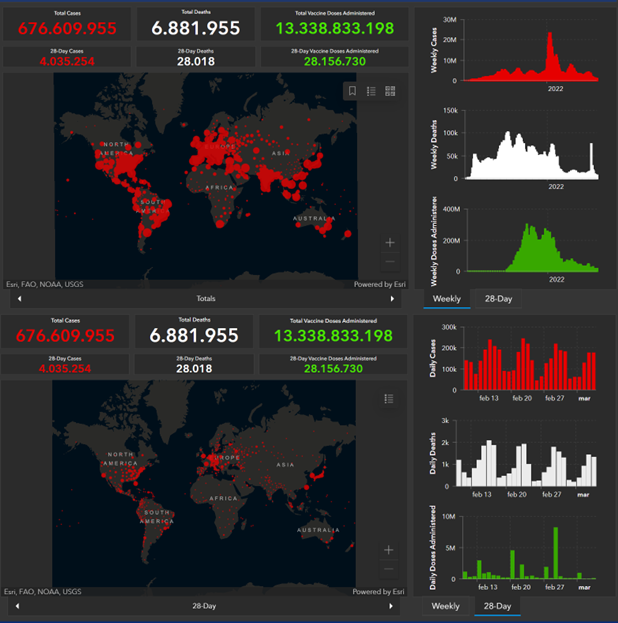 Total Cases
676.609.955
Total Deaths
6.881.955
Total Vaccine Doses Administered
13.338.833.198
28-Day Cases
4.035.254
28-Day Deaths
28.018
28-Day Vaccine Doses Administered
28.156.730
NORTH
AMERICA
EUROPE
ASIA
AFRICA
SOUTH
AMERICA
AUSTRALIA
+
−
Esri, FAO, NOAA, USGS
Powered by Esri
Totals
Weekly Cases
30M
20M
10M
0
2022
Weekly Deaths
150k
100k
50k
0
2022
Weekly Doses Administered
400M
200M
0
2022
Weekly
28-Day
Total Cases
676.609.955
Total Deaths
6.881.955
Total Vaccine Doses Administered
13.338.833.198
28-Day Cases
4.035.254
28-Day Deaths
28.018
28-Day Vaccine Doses Administered
28.156.730
NORTH
AMERICA
EUROPE
ASIA
AFRICA
SOUTH
AMERICA
AUSTRALIA
+
−
Esri, FAO, NOAA, USGS
Powered by Esri
28-Day
Daily Cases
300k
200k
100k
0
feb 13
feb 20
feb 27
mar
Daily Deaths
3k
2k
1k
0
feb 13
feb 20
feb 27
mar
Daily Doses Administered
10M
5M
0
feb 13
feb 20
feb 27
mar
Weekly
28-Day